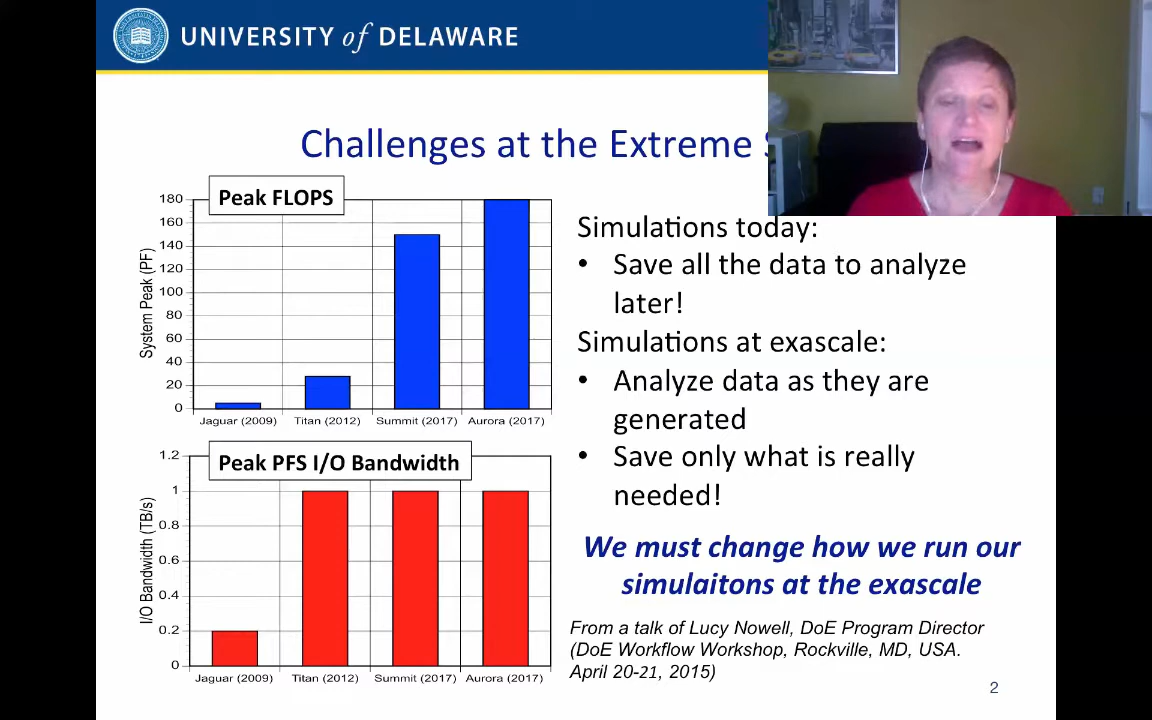 UNIVERSITY of DELAWARE
Challenges at the Extreme
Peak FLOPS
System Peak (PF)
180
160
140
120
100
80
60
40
20
0
Jaguar (2009) Titan (2012) Summit (2017) Aurora (2017)
Peak PFS I/O Bandwidth
I/O Bandwidth (TB/s)
1.2
1
0.8
0.6
0.4
0.2
0
Jaguar (2009) Titan (2012) Summit (2017) Aurora (2017)
Simulations today:
• Save all the data to analyze
later!
Simulations at exascale:
• Analyze data as they are
generated
• Save only what is really
needed!
We must change how we run our
simulaitons at the exascale
From a talk of Lucy Nowell, DoE Program Director
(DoE Workflow Workshop, Rockville, MD, USA.
April 20-21, 2015)
2